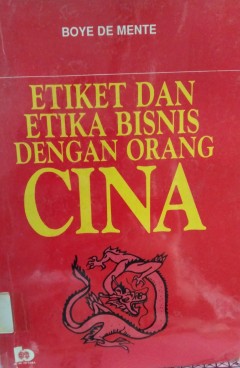 BOYE DE MENTE
ETIKET DAN
ETIKA BISNIS
DENGAN ORANG
CINA